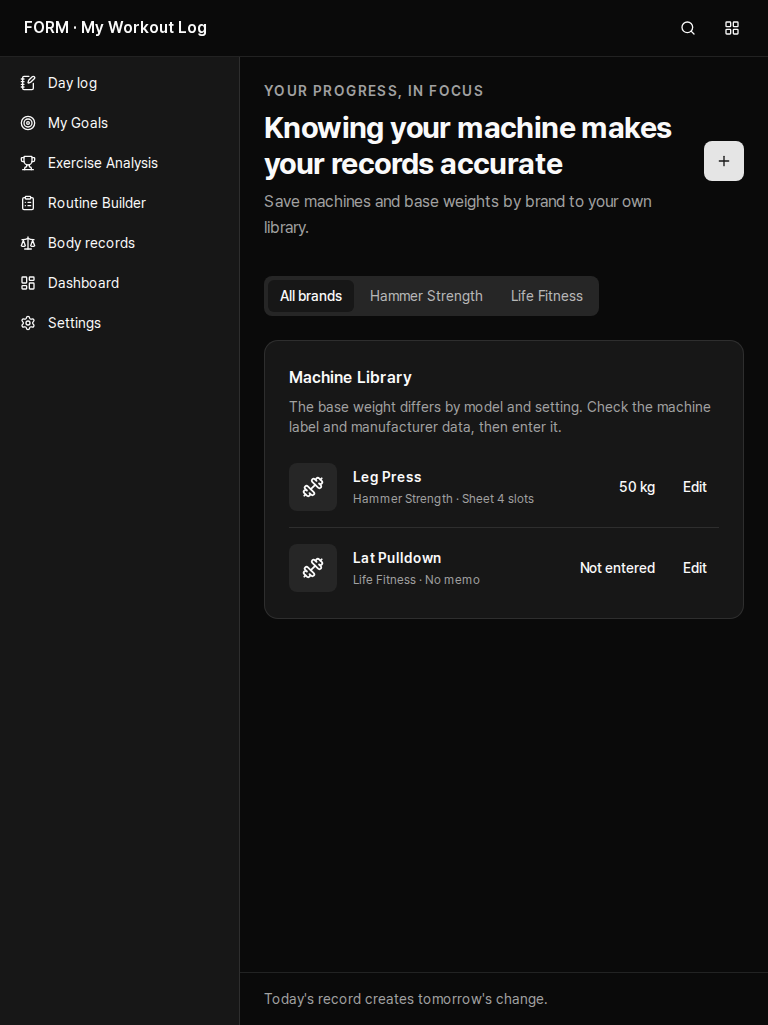 FORM · My Workout Log
Day log
My Goals
Exercise Analysis
Routine Builder
Body records
Dashboard
Settings
YOUR PROGRESS, IN FOCUS
Knowing your machine makes
your records accurate
Save machines and base weights by brand to your own
library.
All brands
Hammer Strength
Life Fitness
Machine Library
The base weight differs by model and setting. Check the machine
label and manufacturer data, then enter it.
Leg Press
Hammer Strength · Sheet 4 slots
50 kg
Edit
Lat Pulldown
Life Fitness · No memo
Not entered
Edit
Today's record creates tomorrow's change.